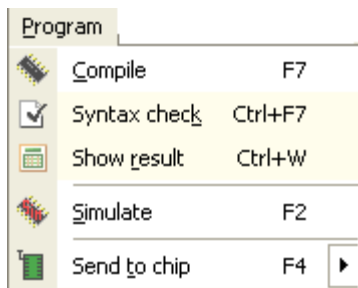 Program
Compile F7
Syntax check Ctrl+F7
Show result Ctrl+W
Simulate F2
Send to chip F4